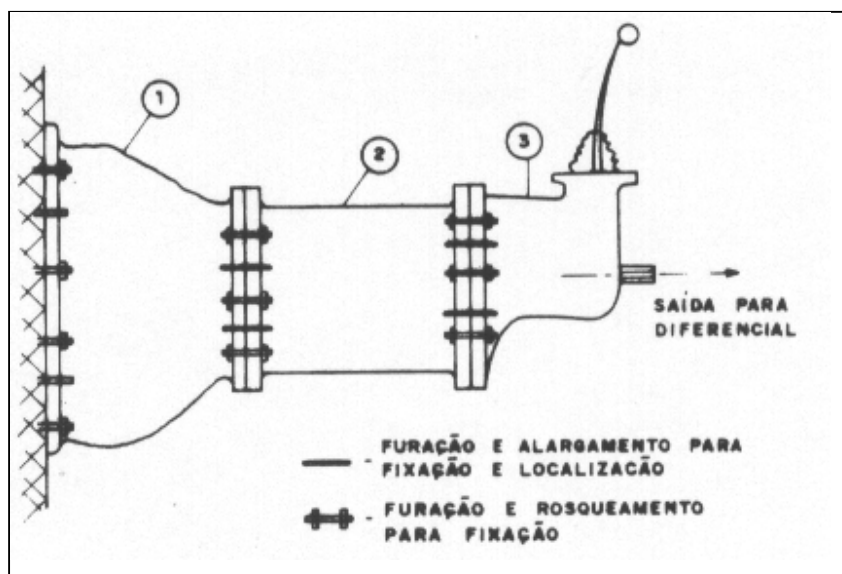 1
2
3
SAÍDA PARA
DIFERENCIAL
- FURAÇÃO E ALARGAMENTO PARA
FIXAÇÃO E LOCALIZAÇÃO
- FURAÇÃO E ROSQUEAMENTO
PARA FIXAÇÃO